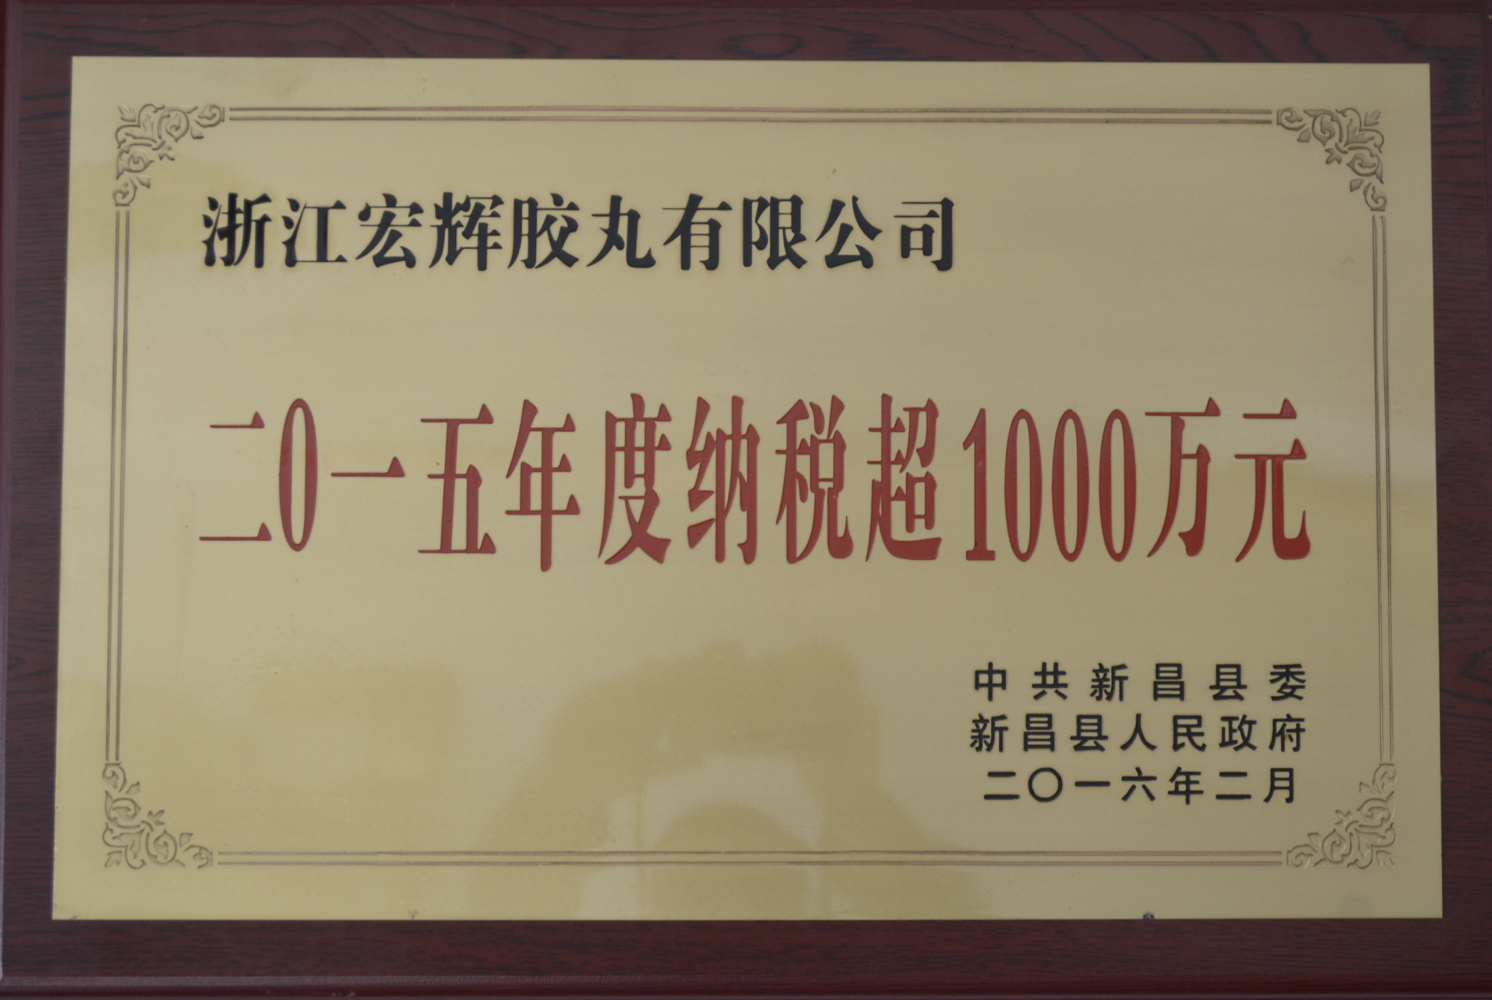 浙江宏辉胶丸有限公司
二0一五年度纳税超1000万元
中共新昌县委
新昌县人民政府
二〇一六年二月